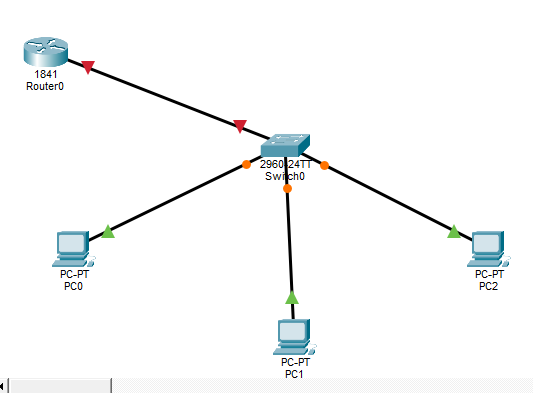 1841
Router0
2960-24TT
Switch0
PC-PT
PC0
PC-PT
PC2
PC-PT
PC1